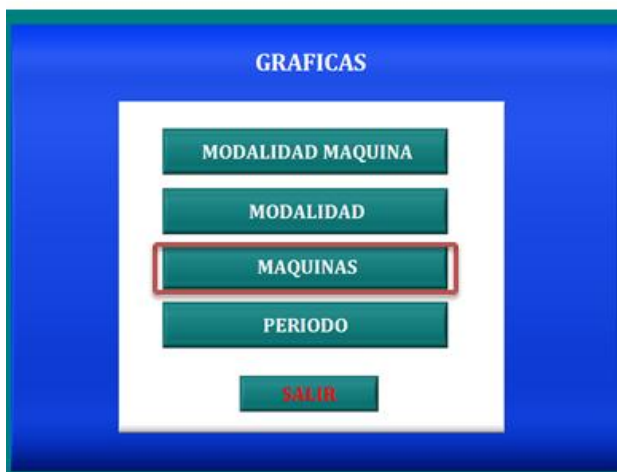 GRAFICAS
MODALIDAD MAQUINA
MODALIDAD
MAQUINAS
PERIODO
SALIR